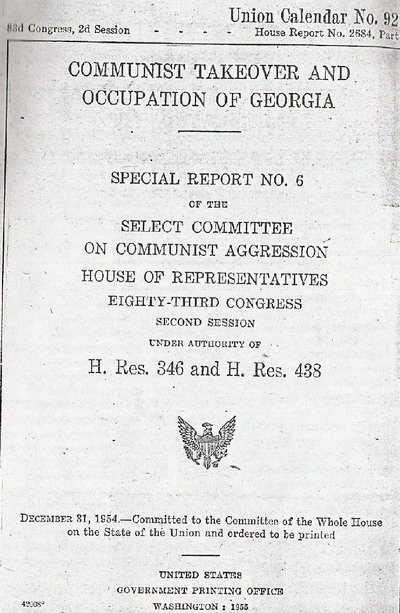 Union Calendar No. 92
83d Congress, 2d Session - - - - House Report No. 2684, Part
COMMUNIST TAKEOVER AND
OCCUPATION OF GEORGIA
SPECIAL REPORT NO. 6
OF THE
SELECT COMMITTEE
ON COMMUNIST AGGRESSION
HOUSE OF REPRESENTATIVES
EIGHTY-THIRD CONGRESS
SECOND SESSION
UNDER AUTHORITY OF
H. Res. 346 and H. Res. 438
DECEMBER 31, 1954.—Committed to the Committee of the Whole House
on the State of the Union and ordered to be printed
UNITED STATES
GOVERNMENT PRINTING OFFICE
WASHINGTON : 1955